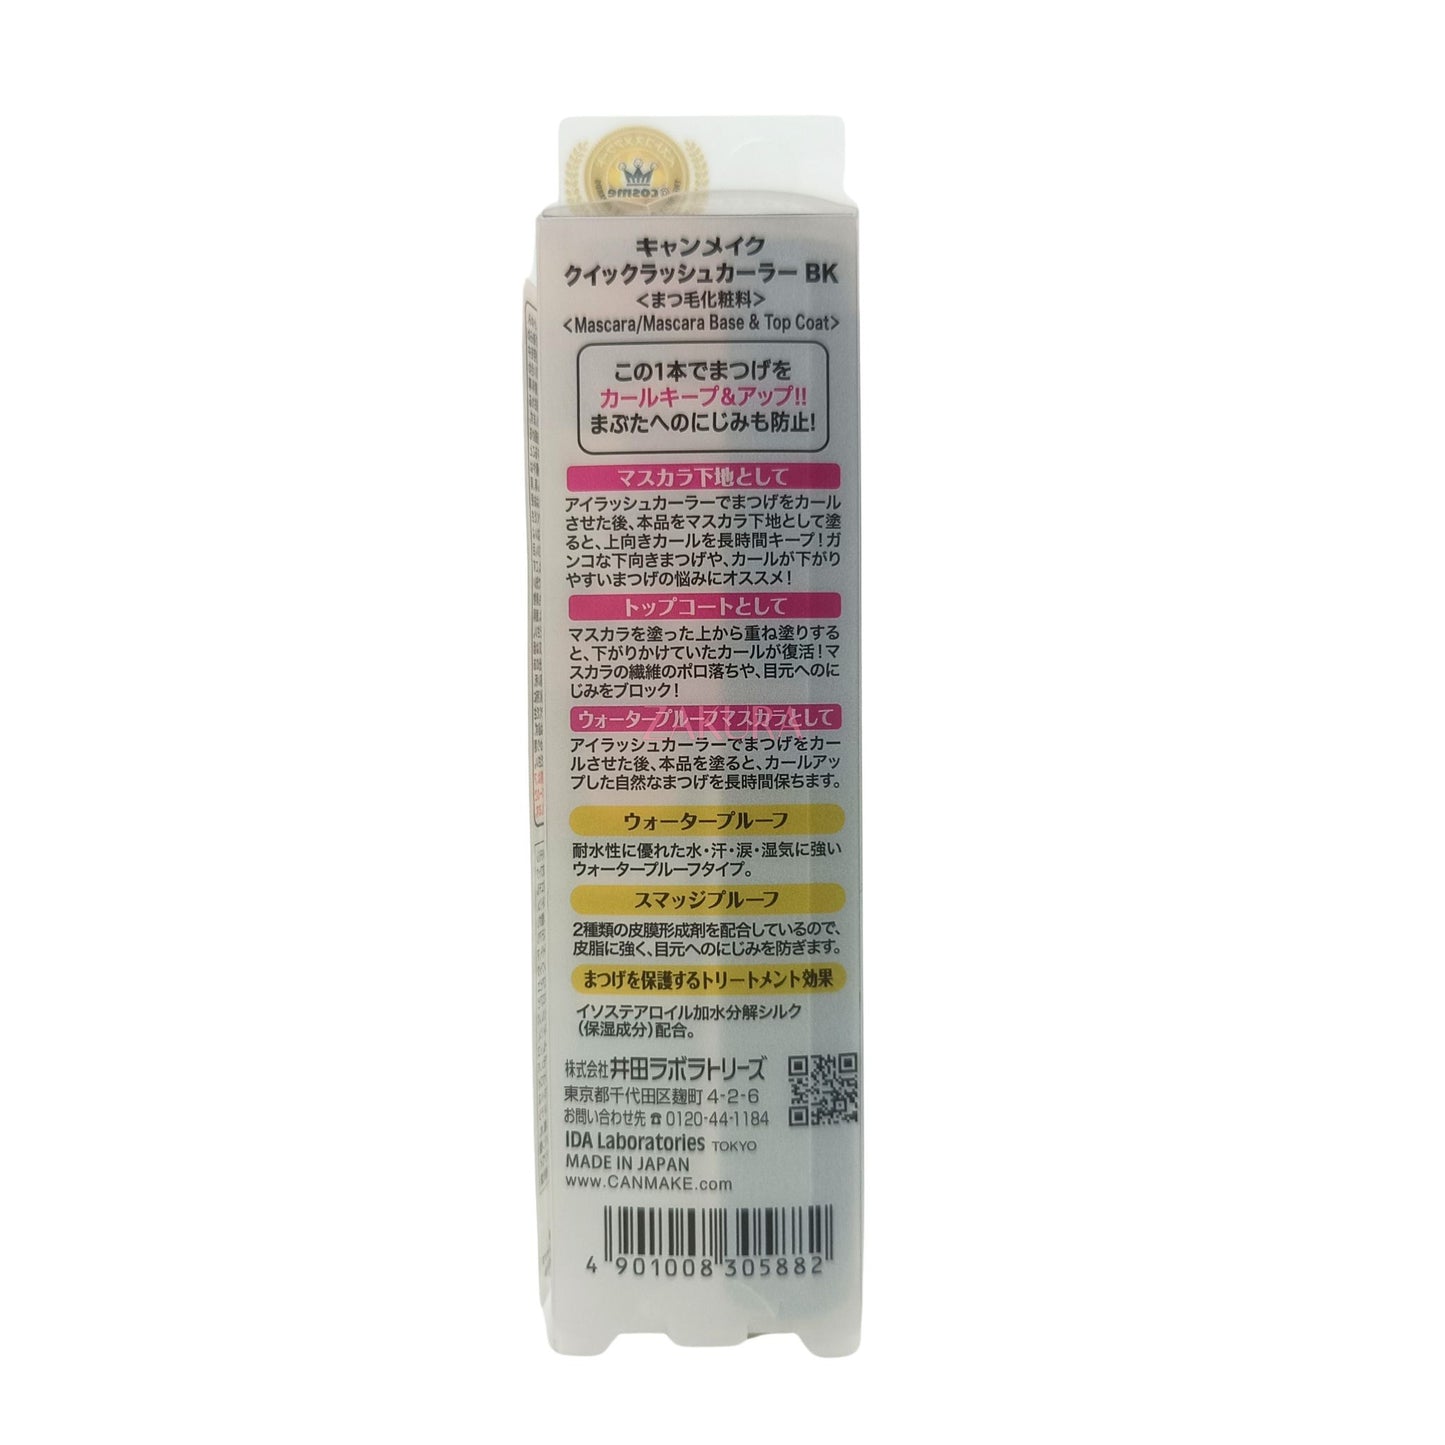 @cosme
キャンメイク
クイックラッシュカーラー BK
<まつ毛化粧料>
<Mascara/Mascara Base & Top Coat>
この1本でまつげを
カールキープ&アップ!!
まぶたへのにじみも防止!
マスカラ下地として
アイラッシュカーラーでまつげをカール
させた後、本品をマスカラ下地として塗
ると、上向きカールを長時間キープ!ガ
ンコな下向きまつげや、カールが下がり
やすいまつげの悩みにオススメ!
トップコートとして
マスカラを塗った上から重ね塗りする
と、下がりかけていたカールが復活!マ
スカラの繊維のポロ落ちや、目元へのに
じみをブロック!
ウォータープルーフマスカラとして
ZAKURA
アイラッシュカーラーでまつげをカー
ルさせた後、本品を塗ると、カールアッ
プした自然なまつげを長時間保ちます。
ウォータープルーフ
耐水性に優れた水・汗・涙・湿気に強い
ウォータープルーフタイプ。
スマッジプルーフ
2種類の皮膜形成剤を配合しているので、
皮脂に強く、目元へのにじみを防ぎます。
まつげを保護するトリートメント効果
イソステアロイル加水分解シルク
(保湿成分)配合。
株式会社 井田ラボラトリーズ
東京都千代田区麹町 4-2-6
お問い合わせ先 ☎ 0120-44-1184
IDA Laboratories TOKYO
MADE IN JAPAN
www.CANMAKE.com
4 901008 305882